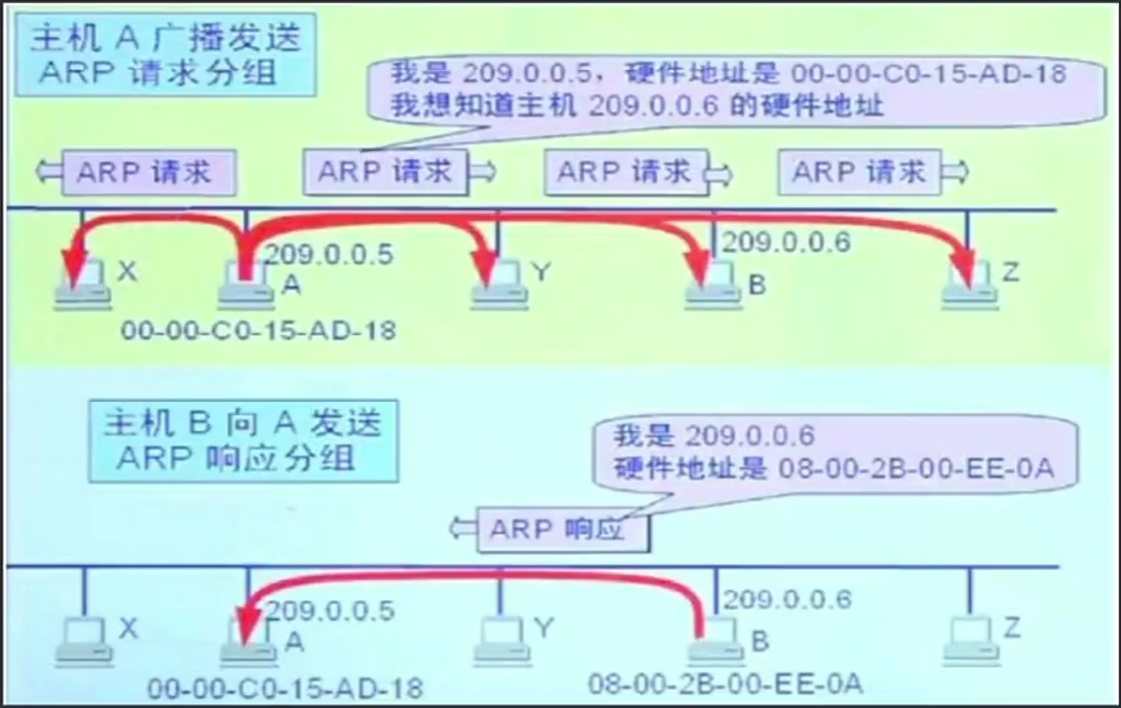 主机 A 广播发送
ARP 请求分组
我是 209.0.0.5，硬件地址是 00-00-C0-15-AD-18
我想知道主机 209.0.0.6 的硬件地址
ARP 请求
ARP 请求
ARP 请求
ARP 请求
209.0.0.5
209.0.0.6
X
A
Y
B
Z
00-00-C0-15-AD-18
主机 B 向 A 发送
ARP 响应分组
我是 209.0.0.6
硬件地址是 08-00-2B-00-EE-0A
ARP 响应
209.0.0.5
209.0.0.6
X
A
Y
B
Z
00-00-C0-15-AD-18
08-00-2B-00-EE-0A